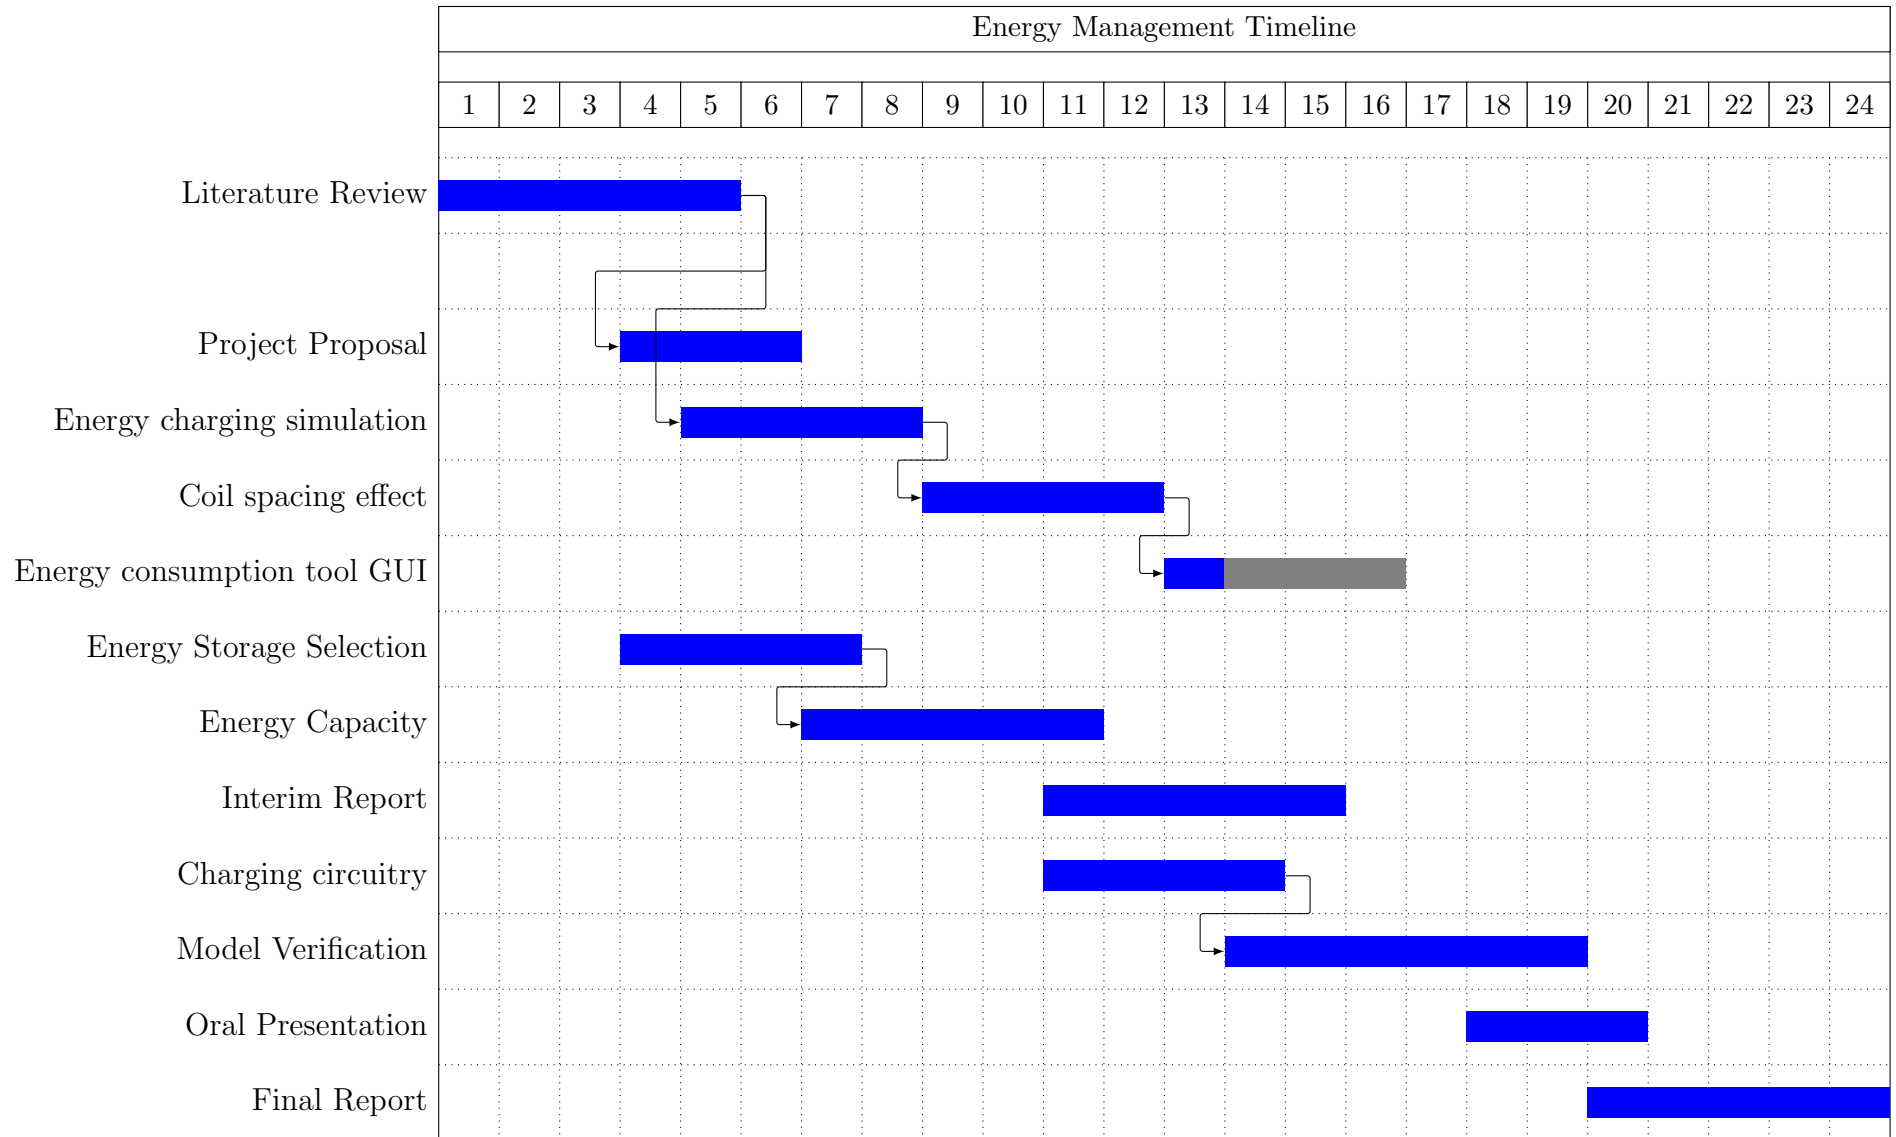 Energy Management Timeline
1 2 3 4 5 6 7 8 9 10 11 12 13 14 15 16 17 18 19 20 21 22 23 24
Literature Review
Project Proposal
Energy charging simulation
Coil spacing effect
Energy consumption tool GUI
Energy Storage Selection
Energy Capacity
Interim Report
Charging circuitry
Model Verification
Oral Presentation
Final Report